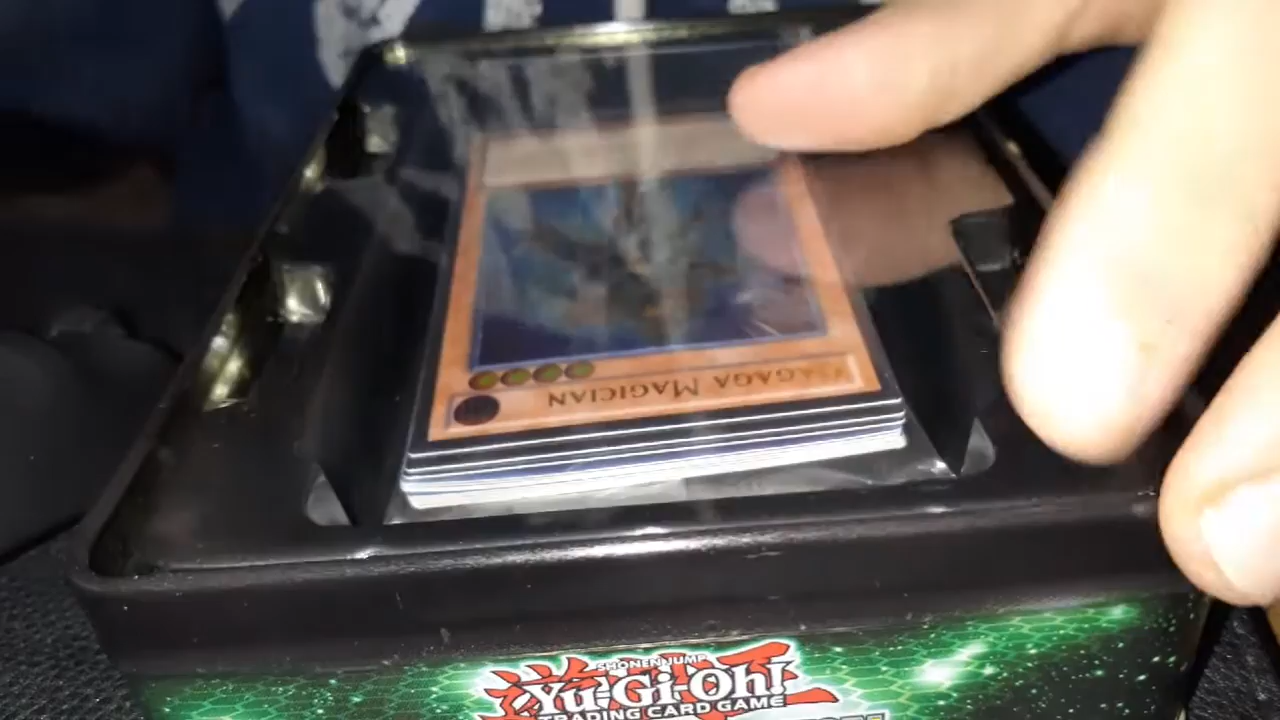 GAGAGA MAGICIAN
SHONEN JUMP
Yu-Gi-Oh!
TRADING CARD GAME